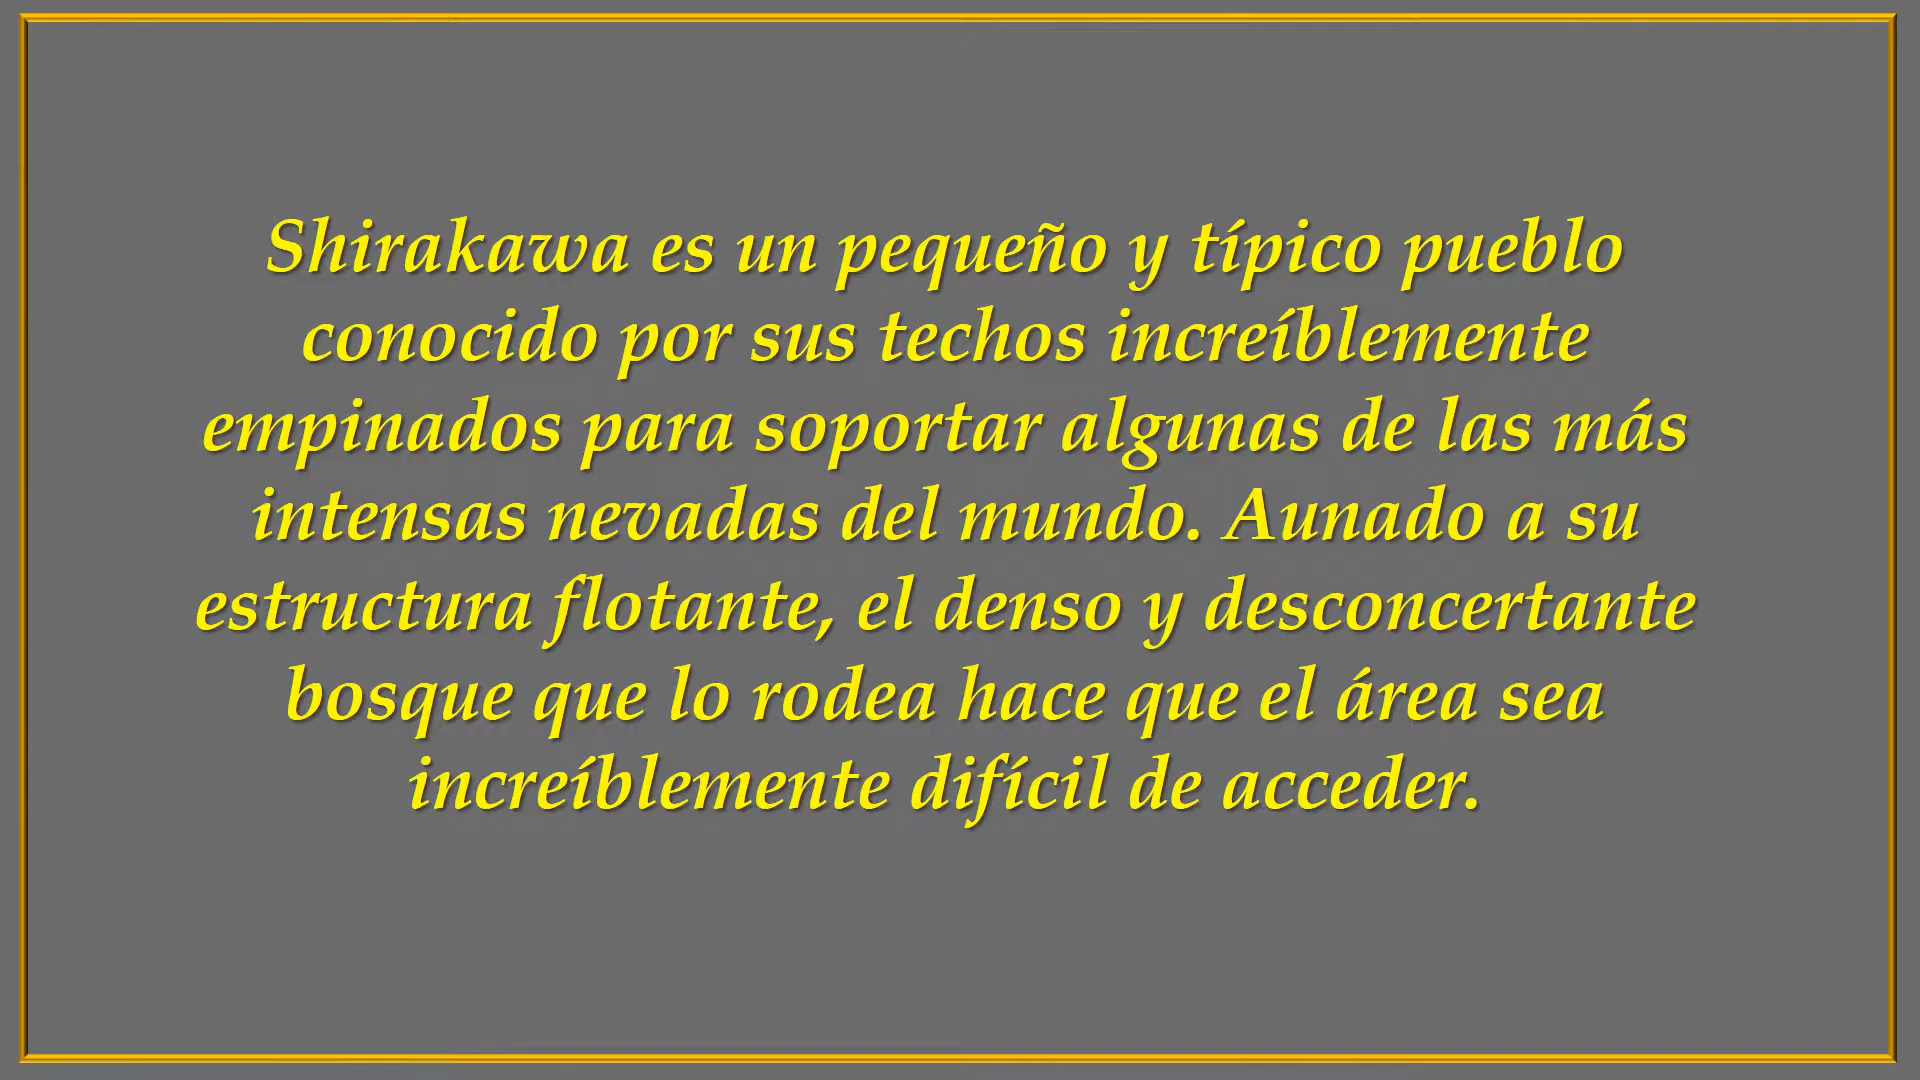 Shirakawa es un pequeño y típico pueblo
conocido por sus techos increíblemente
empinados para soportar algunas de las más
intensas nevadas del mundo. Aunado a su
estructura flotante, el denso y desconcertante
bosque que lo rodea hace que el área sea
increíblemente difícil de acceder.